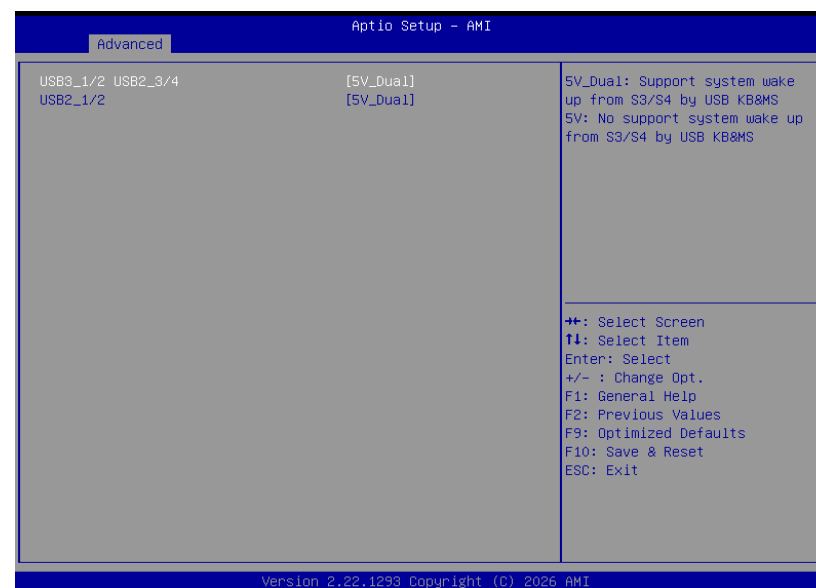 Aptio Setup – AMI
Advanced
USB3_1/2 USB2_3/4 [5V_Dual]
USB2_1/2 [5V_Dual]
5V_Dual: Support system wake
up from S3/S4 by USB KB&MS
5V: No support system wake up
from S3/S4 by USB KB&MS
→←: Select Screen
↑↓: Select Item
Enter: Select
+/- : Change Opt.
F1: General Help
F2: Previous Values
F9: Optimized Defaults
F10: Save & Reset
ESC: Exit
Version 2.22.1293 Copyright (C) 2026 AMI